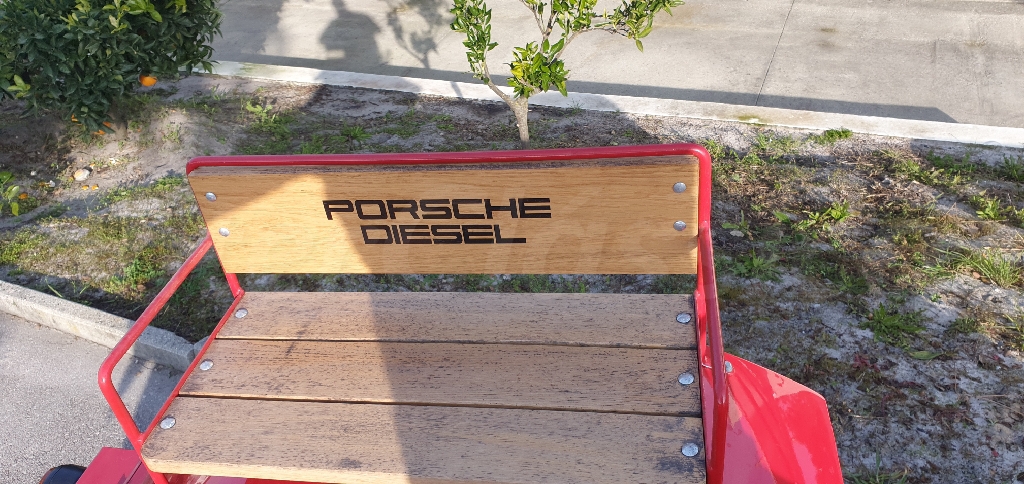 PORSCHE
DIESEL